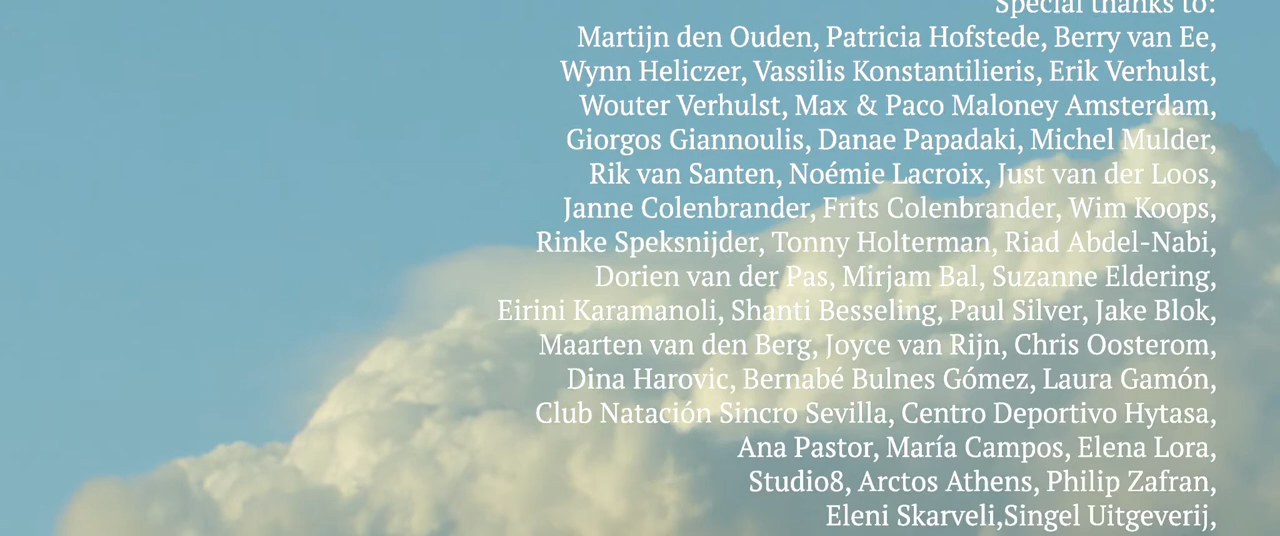 Special thanks to:
Martijn den Ouden, Patricia Hofstede, Berry van Ee,
Wynn Heliczer, Vassilis Konstantilieris, Erik Verhulst,
Wouter Verhulst, Max & Paco Maloney Amsterdam,
Giorgos Giannoulis, Danae Papadaki, Michel Mulder,
Rik van Santen, Noémie Lacroix, Just van der Loos,
Janne Colenbrander, Frits Colenbrander, Wim Koops,
Rinke Speksnijder, Tonny Holterman, Riad Abdel-Nabi,
Dorien van der Pas, Mirjam Bal, Suzanne Eldering,
Eirini Karamanoli, Shanti Besseling, Paul Silver, Jake Blok,
Maarten van den Berg, Joyce van Rijn, Chris Oosterom,
Dina Harovic, Bernabé Bulnes Gómez, Laura Gamón,
Club Natación Sincro Sevilla, Centro Deportivo Hytasa,
Ana Pastor, María Campos, Elena Lora,
Studio8, Arctos Athens, Philip Zafran,
Eleni Skarveli,Singel Uitgeverij,